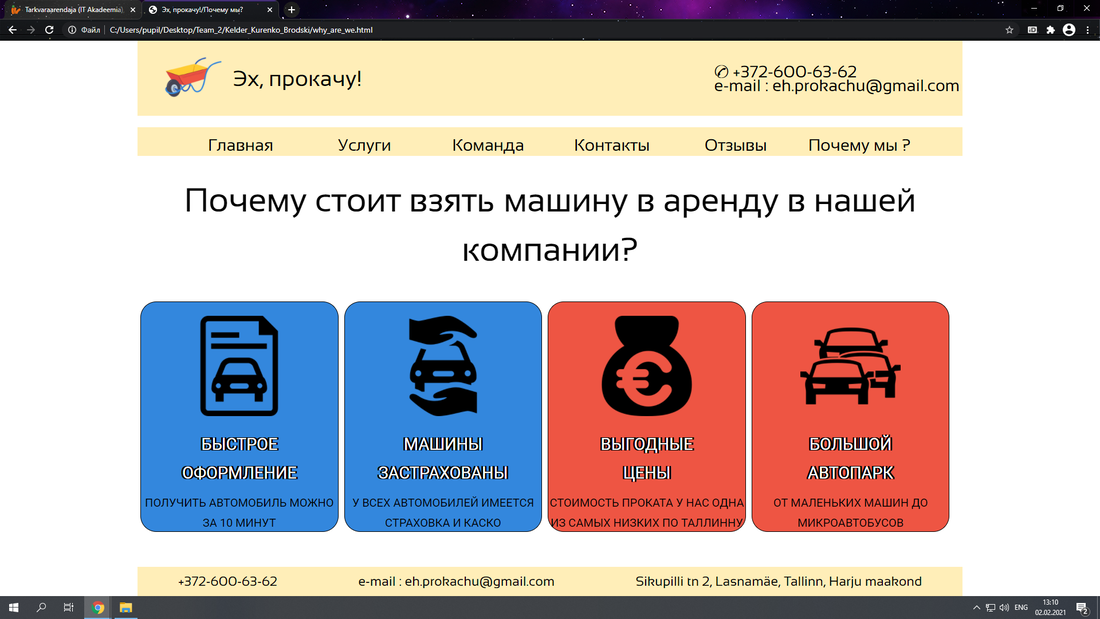 Tarkvaraarendaja (IT Akadeemia)
Эх, прокачу!/Почему мы?
Файл
C:/Users/pupil/Desktop/Team_2/Kelder_Kurenko_Brodski/why_are_we.html
Эх, прокачу!
✆ +372-600-63-62
e-mail : eh.prokachu@gmail.com
Главная Услуги Команда Контакты Отзывы Почему мы ?
Почему стоит взять машину в аренду в нашей
компании?
БЫСТРОЕ
ОФОРМЛЕНИЕ
ПОЛУЧИТЬ АВТОМОБИЛЬ МОЖНО
ЗА 10 МИНУТ
МАШИНЫ
ЗАСТРАХОВАНЫ
У ВСЕХ АВТОМОБИЛЕЙ ИМЕЕТСЯ
СТРАХОВКА И КАСКО
ВЫГОДНЫЕ
ЦЕНЫ
СТОИМОСТЬ ПРОКАТА У НАС ОДНА
ИЗ САМЫХ НИЗКИХ ПО ТАЛЛИННУ
БОЛЬШОЙ
АВТОПАРК
ОТ МАЛЕНЬКИХ МАШИН ДО
МИКРОАВТОБУСОВ
+372-600-63-62 e-mail : eh.prokachu@gmail.com Sikupilli tn 2, Lasnamäe, Tallinn, Harju maakond
ENG
13:10
02.02.2021
2